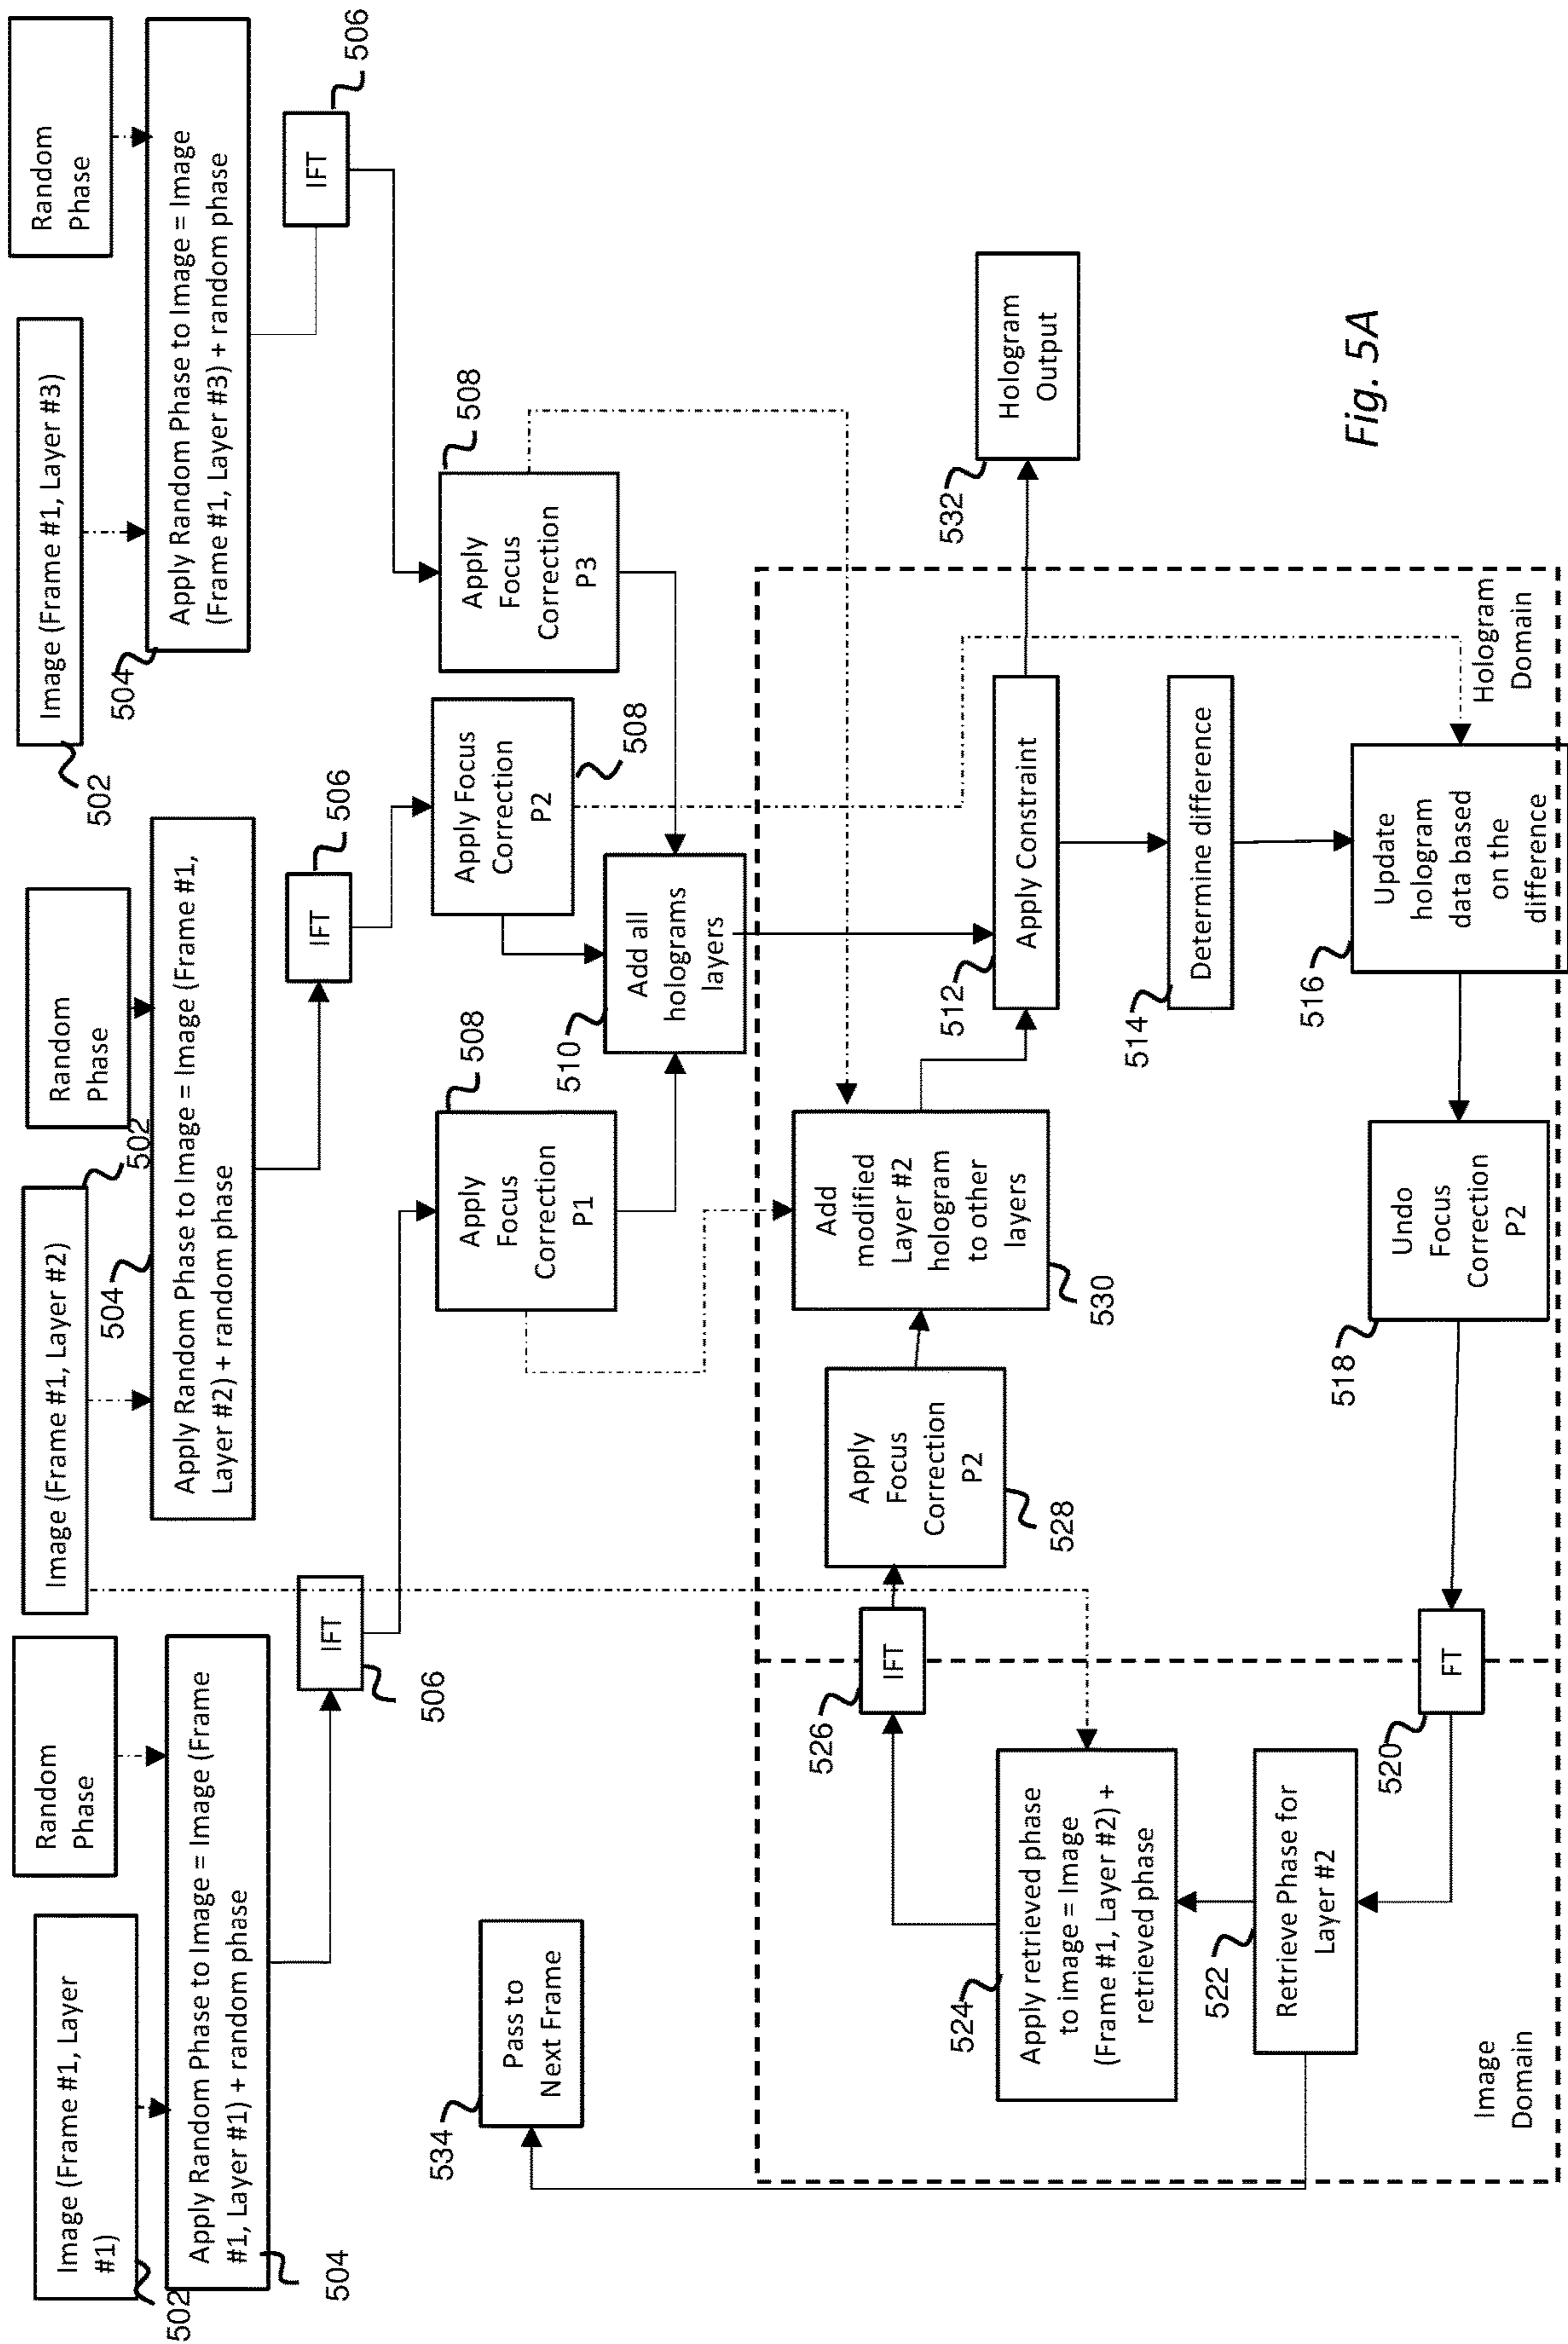 Image (Frame #1, Layer
#1)
502
Random
Phase
Apply Random Phase to Image = Image (Frame
#1, Layer #1) + random phase
504
IFT
506
Image (Frame #1, Layer #2)
502
Random
Phase
504
Apply Random Phase to Image = Image (Frame #1,
Layer #2) + random phase
IFT
506
Image (Frame #1, Layer #3)
502
Random
Phase
504
Apply Random Phase to Image = Image
(Frame #1, Layer #3) + random phase
IFT
506
Apply
Focus
Correction
P1
508
Apply Focus
Correction
P2
508
Apply
Focus
Correction
P3
508
510
Add all
holograms
layers
534
Pass to
Next Frame
526
IFT
Apply
Focus
Correction
P2
528
Add
modified
Layer #2
hologram
to other
layers
530
512
Apply Constraint
532
Hologram
Output
524
Apply retrieved phase
to image = Image
(Frame #1, Layer #2) +
retrieved phase
514
Determine difference
522
Retrieve Phase for
Layer #2
520
FT
518
Undo
Focus
Correction
P2
516
Update
hologram
data based
on the
difference
Image
Domain
Hologram
Domain
Fig. 5A